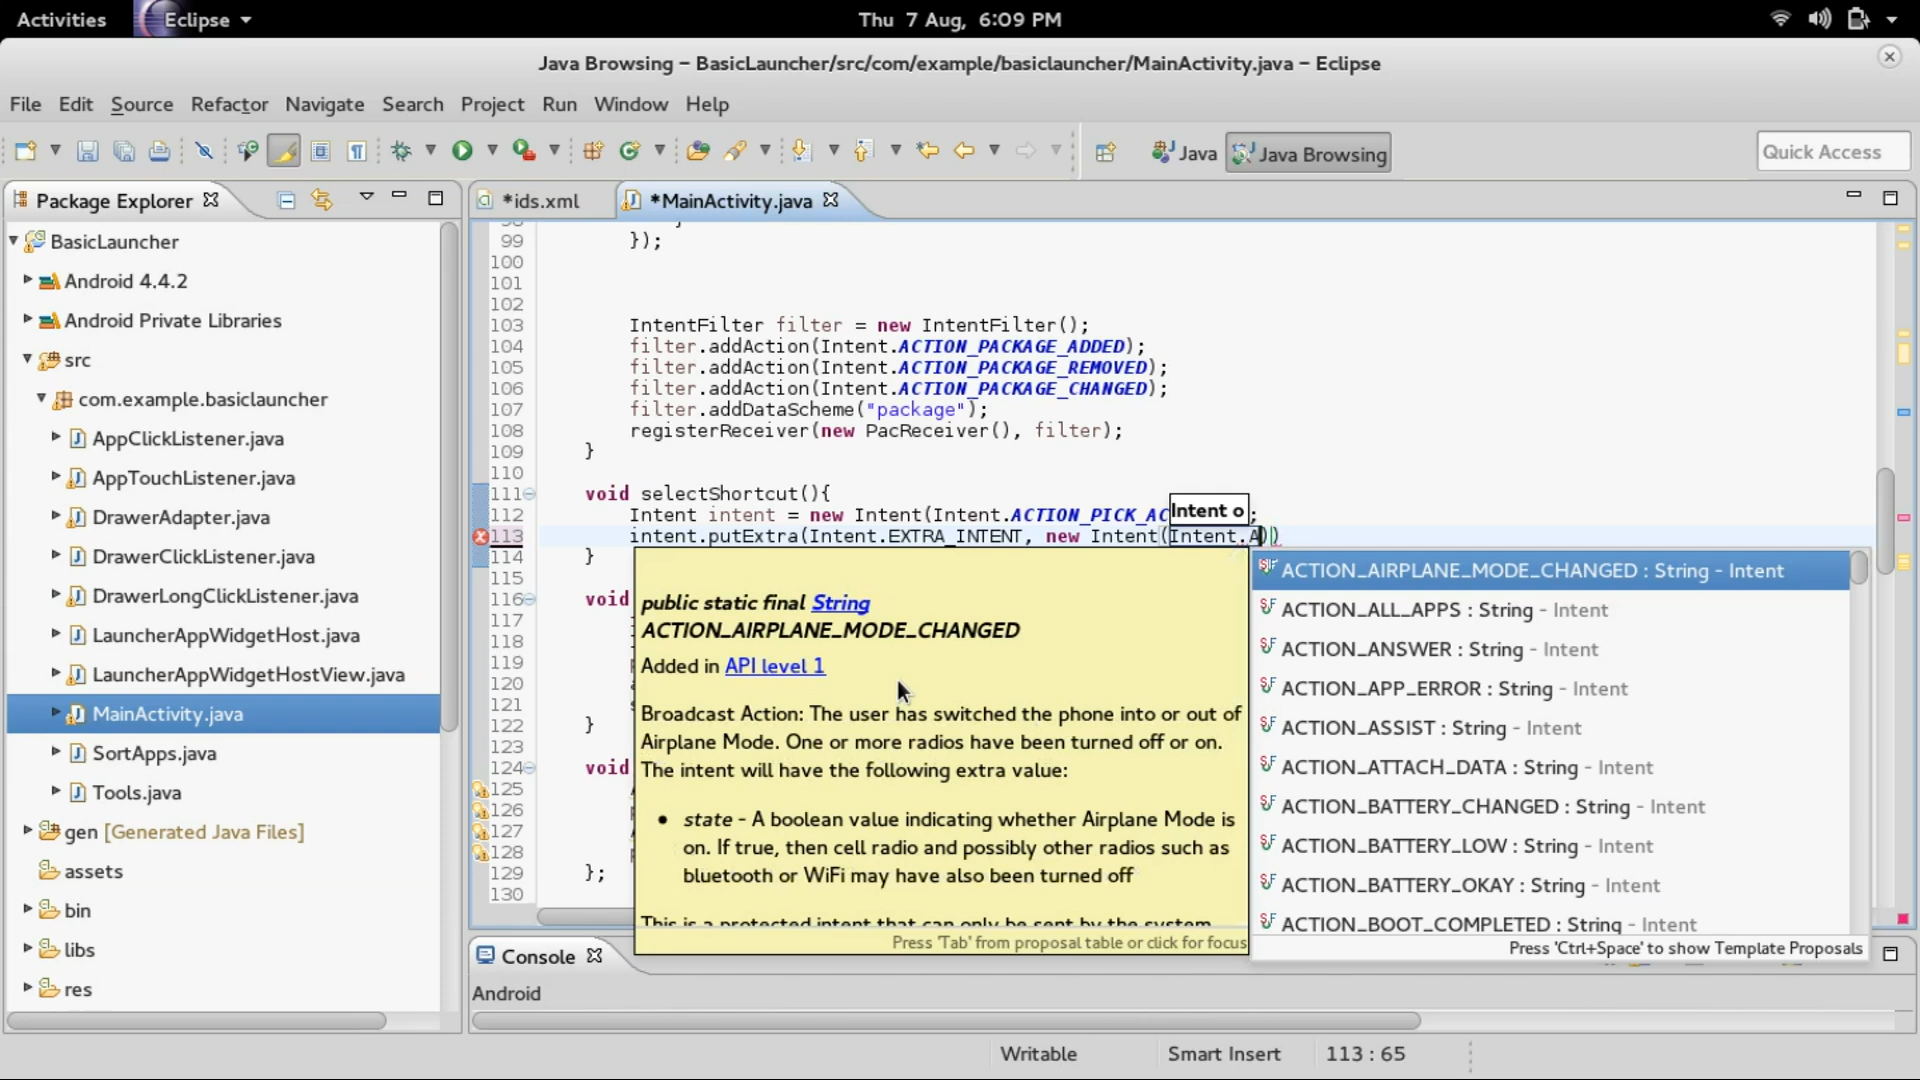 Activities
Eclipse
Thu 7 Aug, 6:09 PM
Java Browsing – BasicLauncher/src/com/example/basiclauncher/MainActivity.java – Eclipse
File Edit Source Refactor Navigate Search Project Run Window Help
Java
Java Browsing
Quick Access
Package Explorer
BasicLauncher
Android 4.4.2
Android Private Libraries
src
com.example.basiclauncher
AppClickListener.java
AppTouchListener.java
DrawerAdapter.java
DrawerClickListener.java
DrawerLongClickListener.java
LauncherAppWidgetHost.java
LauncherAppWidgetHostView.java
MainActivity.java
SortApps.java
Tools.java
gen [Generated Java Files]
assets
bin
libs
res
*ids.xml
*MainActivity.java
99 });
100
101
102
103 IntentFilter filter = new IntentFilter();
104 filter.addAction(Intent.ACTION_PACKAGE_ADDED);
105 filter.addAction(Intent.ACTION_PACKAGE_REMOVED);
106 filter.addAction(Intent.ACTION_PACKAGE_CHANGED);
107 filter.addDataScheme("package");
108 registerReceiver(new PacReceiver(), filter);
109 }
110
111 void selectShortcut(){
Intent o
112 Intent intent = new Intent(Intent.ACTION_PICK_AC ;
113 intent.putExtra(Intent.EXTRA_INTENT, new Intent(Intent.A))
114 }
115
116 void
117
118
119
120
121
122 }
123
124 void
125
126
127
128
129 };
130
public static final String
ACTION_AIRPLANE_MODE_CHANGED
Added in API level 1
Broadcast Action: The user has switched the phone into or out of
Airplane Mode. One or more radios have been turned off or on.
The intent will have the following extra value:
• state - A boolean value indicating whether Airplane Mode is
on. If true, then cell radio and possibly other radios such as
bluetooth or WiFi may have also been turned off
This is a protected intent that can only be sent by the system
Press 'Tab' from proposal table or click for focus
ACTION_AIRPLANE_MODE_CHANGED : String - Intent
ACTION_ALL_APPS : String - Intent
ACTION_ANSWER : String - Intent
ACTION_APP_ERROR : String - Intent
ACTION_ASSIST : String - Intent
ACTION_ATTACH_DATA : String - Intent
ACTION_BATTERY_CHANGED : String - Intent
ACTION_BATTERY_LOW : String - Intent
ACTION_BATTERY_OKAY : String - Intent
ACTION_BOOT_COMPLETED : String - Intent
Press 'Ctrl+Space' to show Template Proposals
Console
Android
Writable
Smart Insert
113 : 65